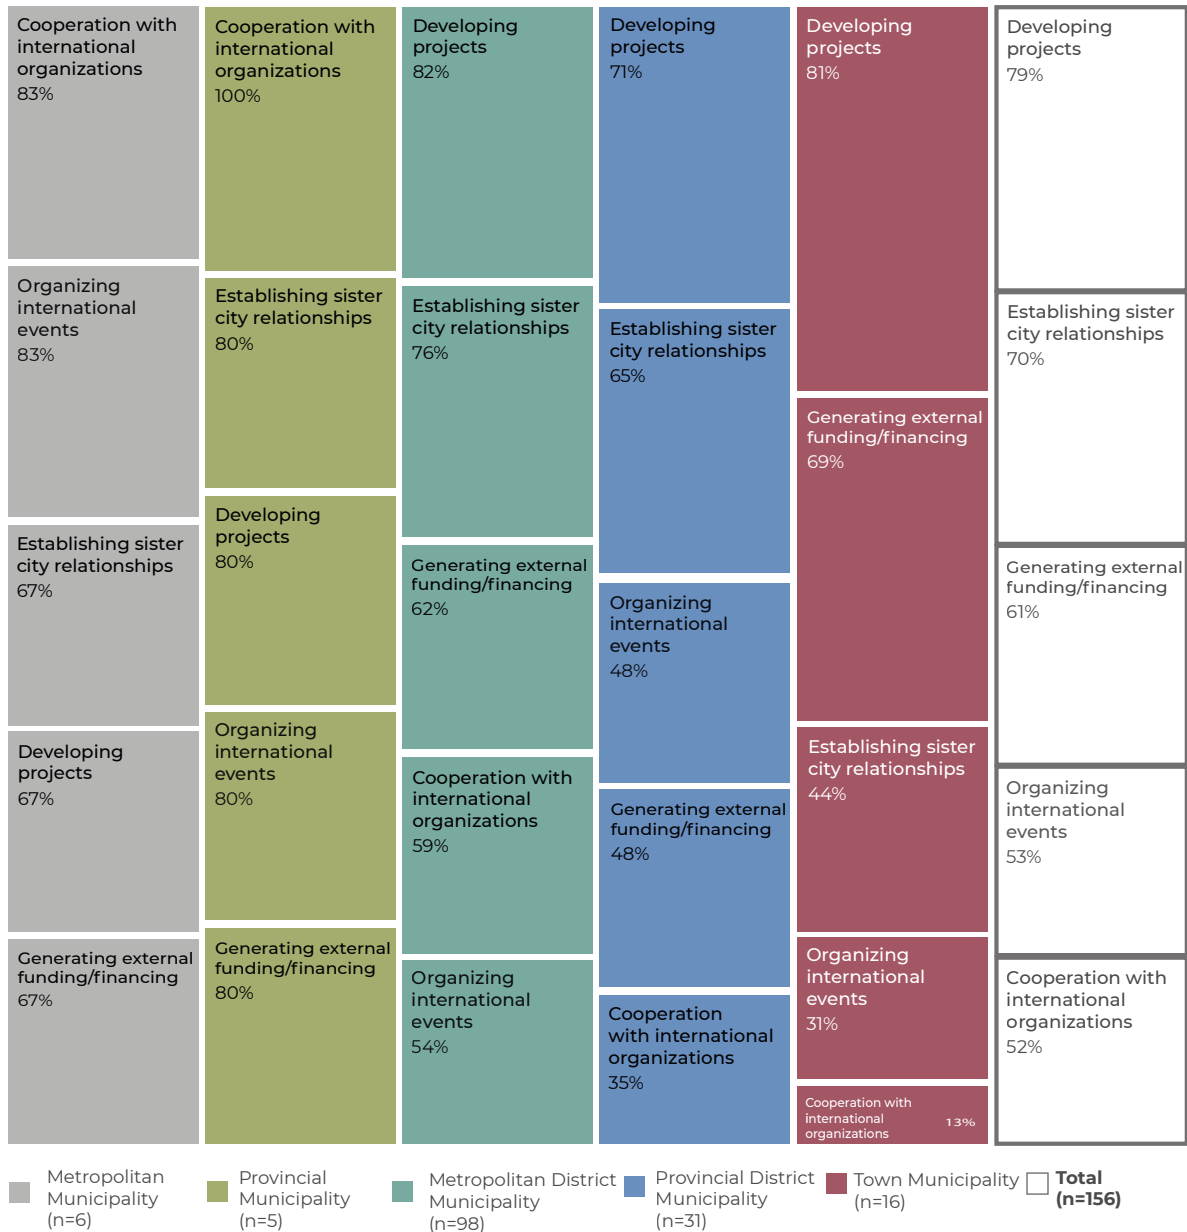 Cooperation with
international
organizations
83%
Organizing
international
events
83%
Establishing sister
city relationships
67%
Developing
projects
67%
Generating external
funding/financing
67%
Cooperation with
international
organizations
100%
Establishing sister
city relationships
80%
Developing
projects
80%
Organizing
international
events
80%
Generating external
funding/financing
80%
Developing
projects
82%
Establishing sister
city relationships
76%
Generating external
funding/financing
62%
Cooperation with
international
organizations
59%
Organizing
international
events
54%
Developing
projects
71%
Establishing sister
city relationships
65%
Organizing
international
events
48%
Generating external
funding/financing
48%
Cooperation
with international
organizations
35%
Developing
projects
81%
Generating external
funding/financing
69%
Establishing sister
city relationships
44%
Organizing
international
events
31%
Cooperation with
international
organizations
13%
Developing
projects
79%
Establishing sister
city relationships
70%
Generating external
funding/financing
61%
Organizing
international
events
53%
Cooperation with
international
organizations
52%
Metropolitan
Municipality
(n=6)
Provincial
Municipality
(n=5)
Metropolitan District
Municipality
(n=98)
Provincial District
Municipality
(n=31)
Town Municipality
(n=16)
Total
(n=156)